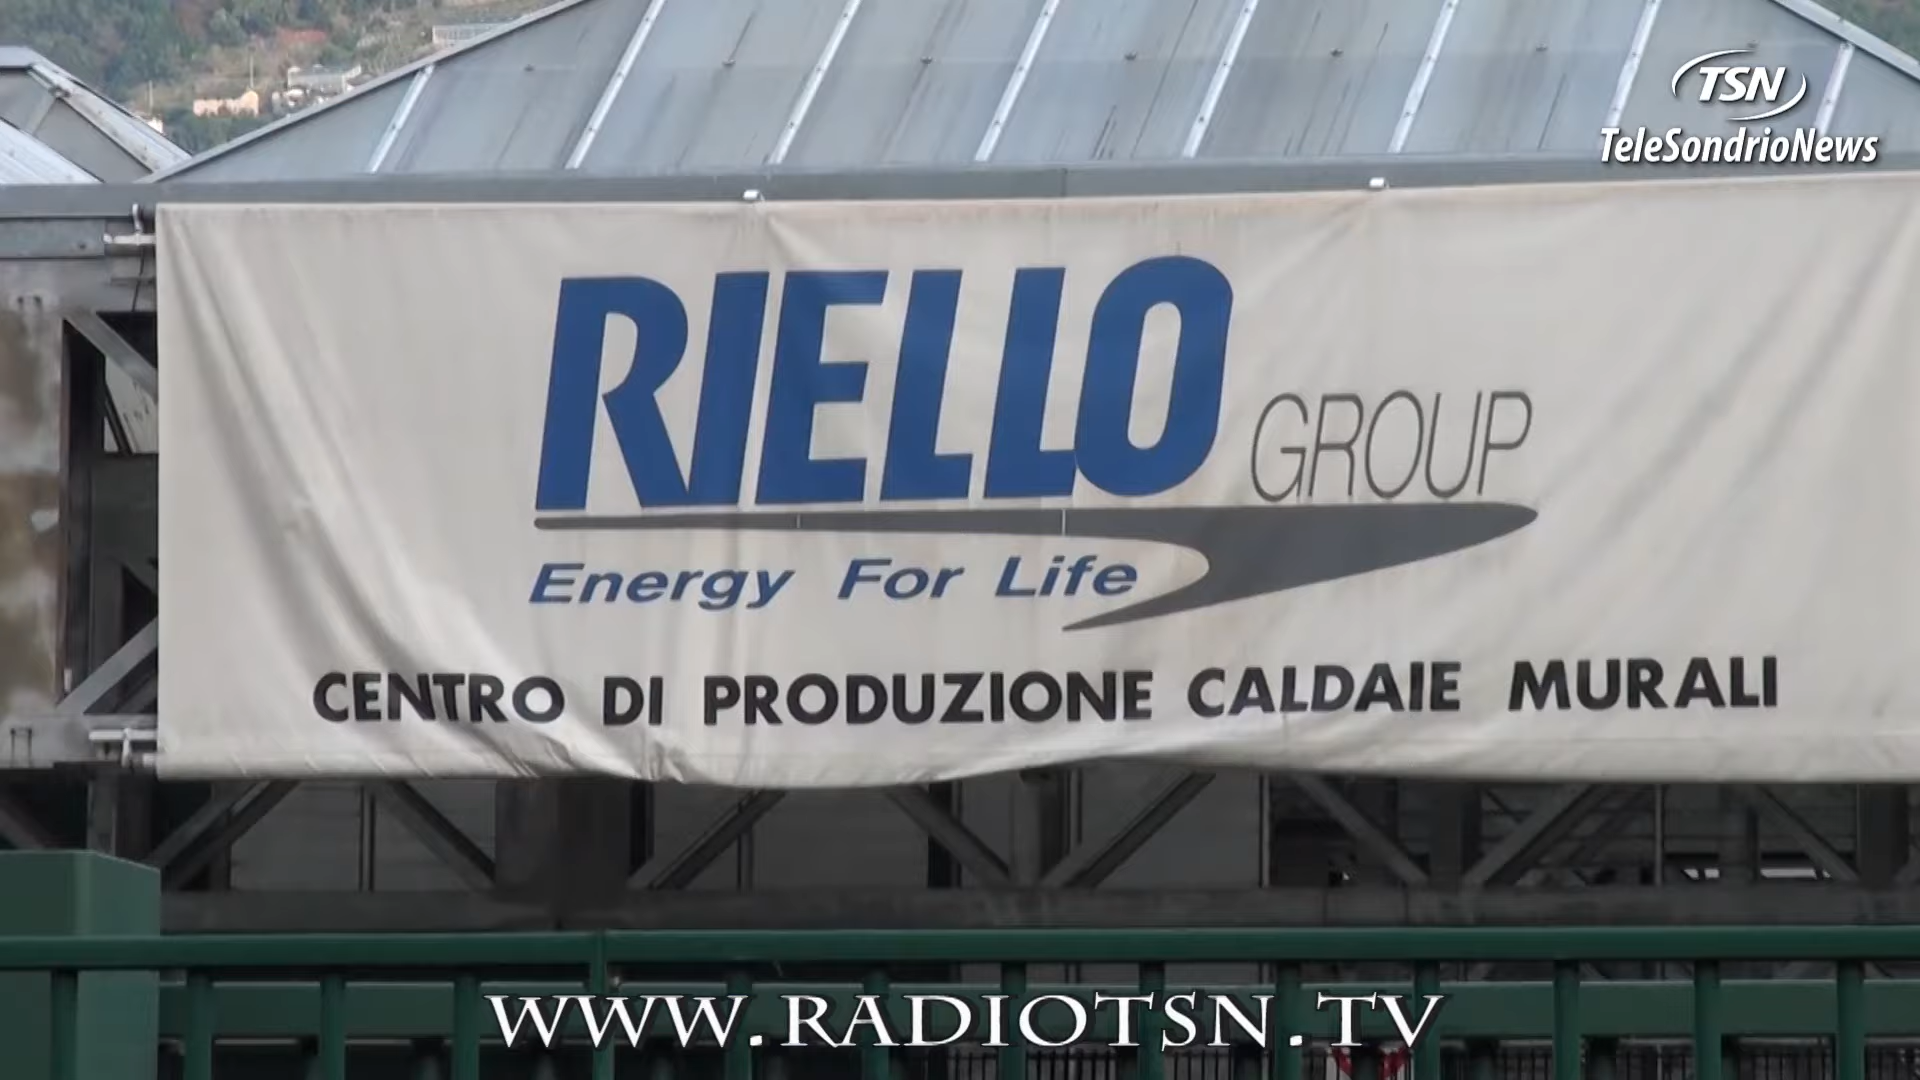 TSN
TeleSondrioNews
RIELLO GROUP
Energy For Life
CENTRO DI PRODUZIONE CALDAIE MURALI
WWW.RADIOTSN.TV